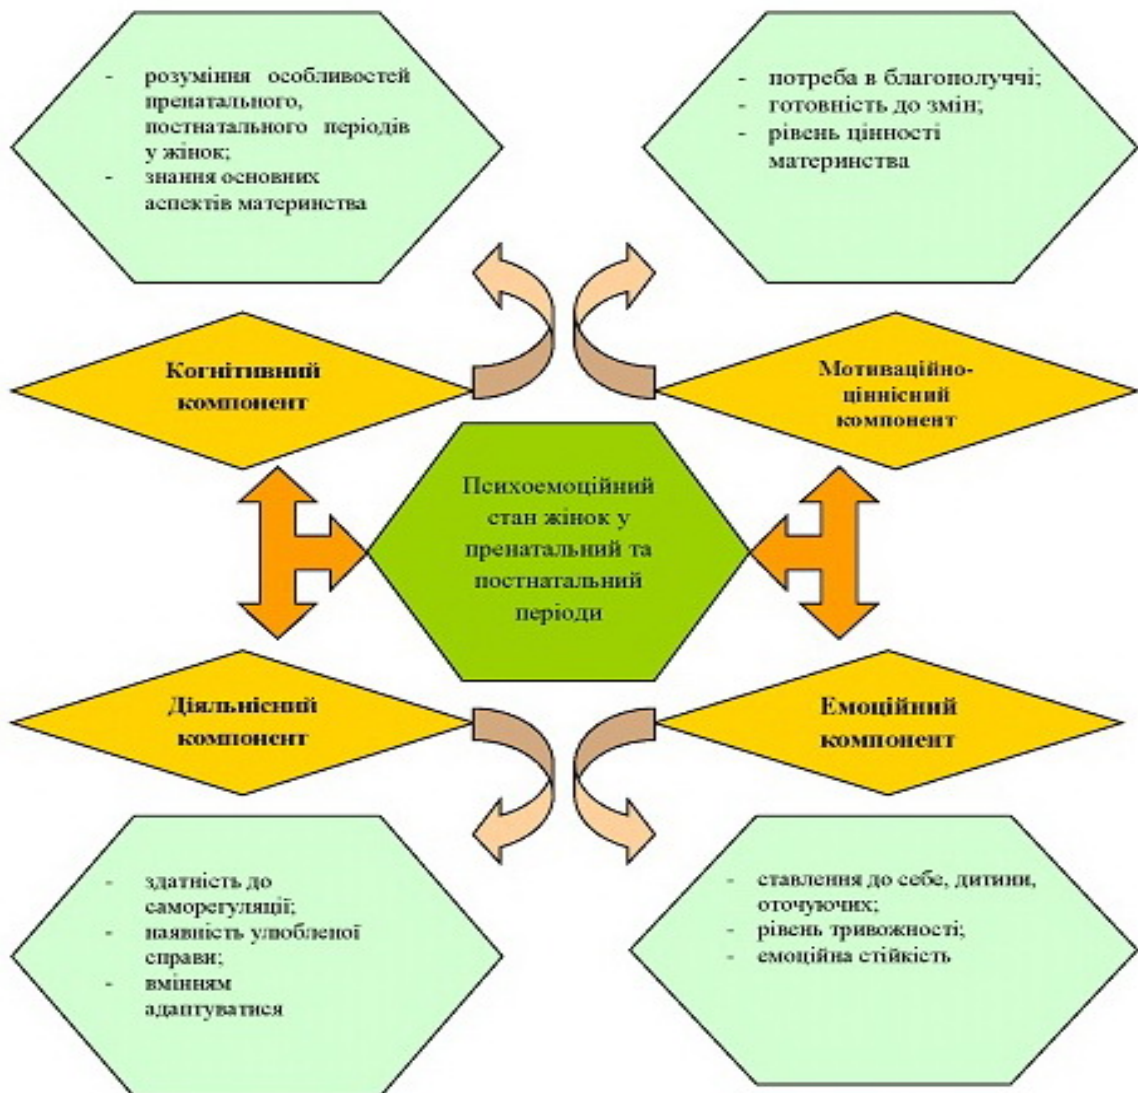 - розуміння особливостей
пренатального,
постнатального періодів
у жінок;
- знання основних
аспектів материнства
- потреба в благополуччі;
- готовність до змін;
- рівень цінності
материнства
Когнітивний
компонент
Мотиваційно-
ціннісний
компонент
Психоемоційний
стан жінок у
пренатальний та
постнатальний
періоди
Діяльнісний
компонент
Емоційний
компонент
- здатність до
саморегуляції;
- наявність улюбленої
справи;
- вмінням
адаптуватися
- ставлення до себе, дитини,
оточуючих;
- рівень тривожності;
- емоційна стійкість